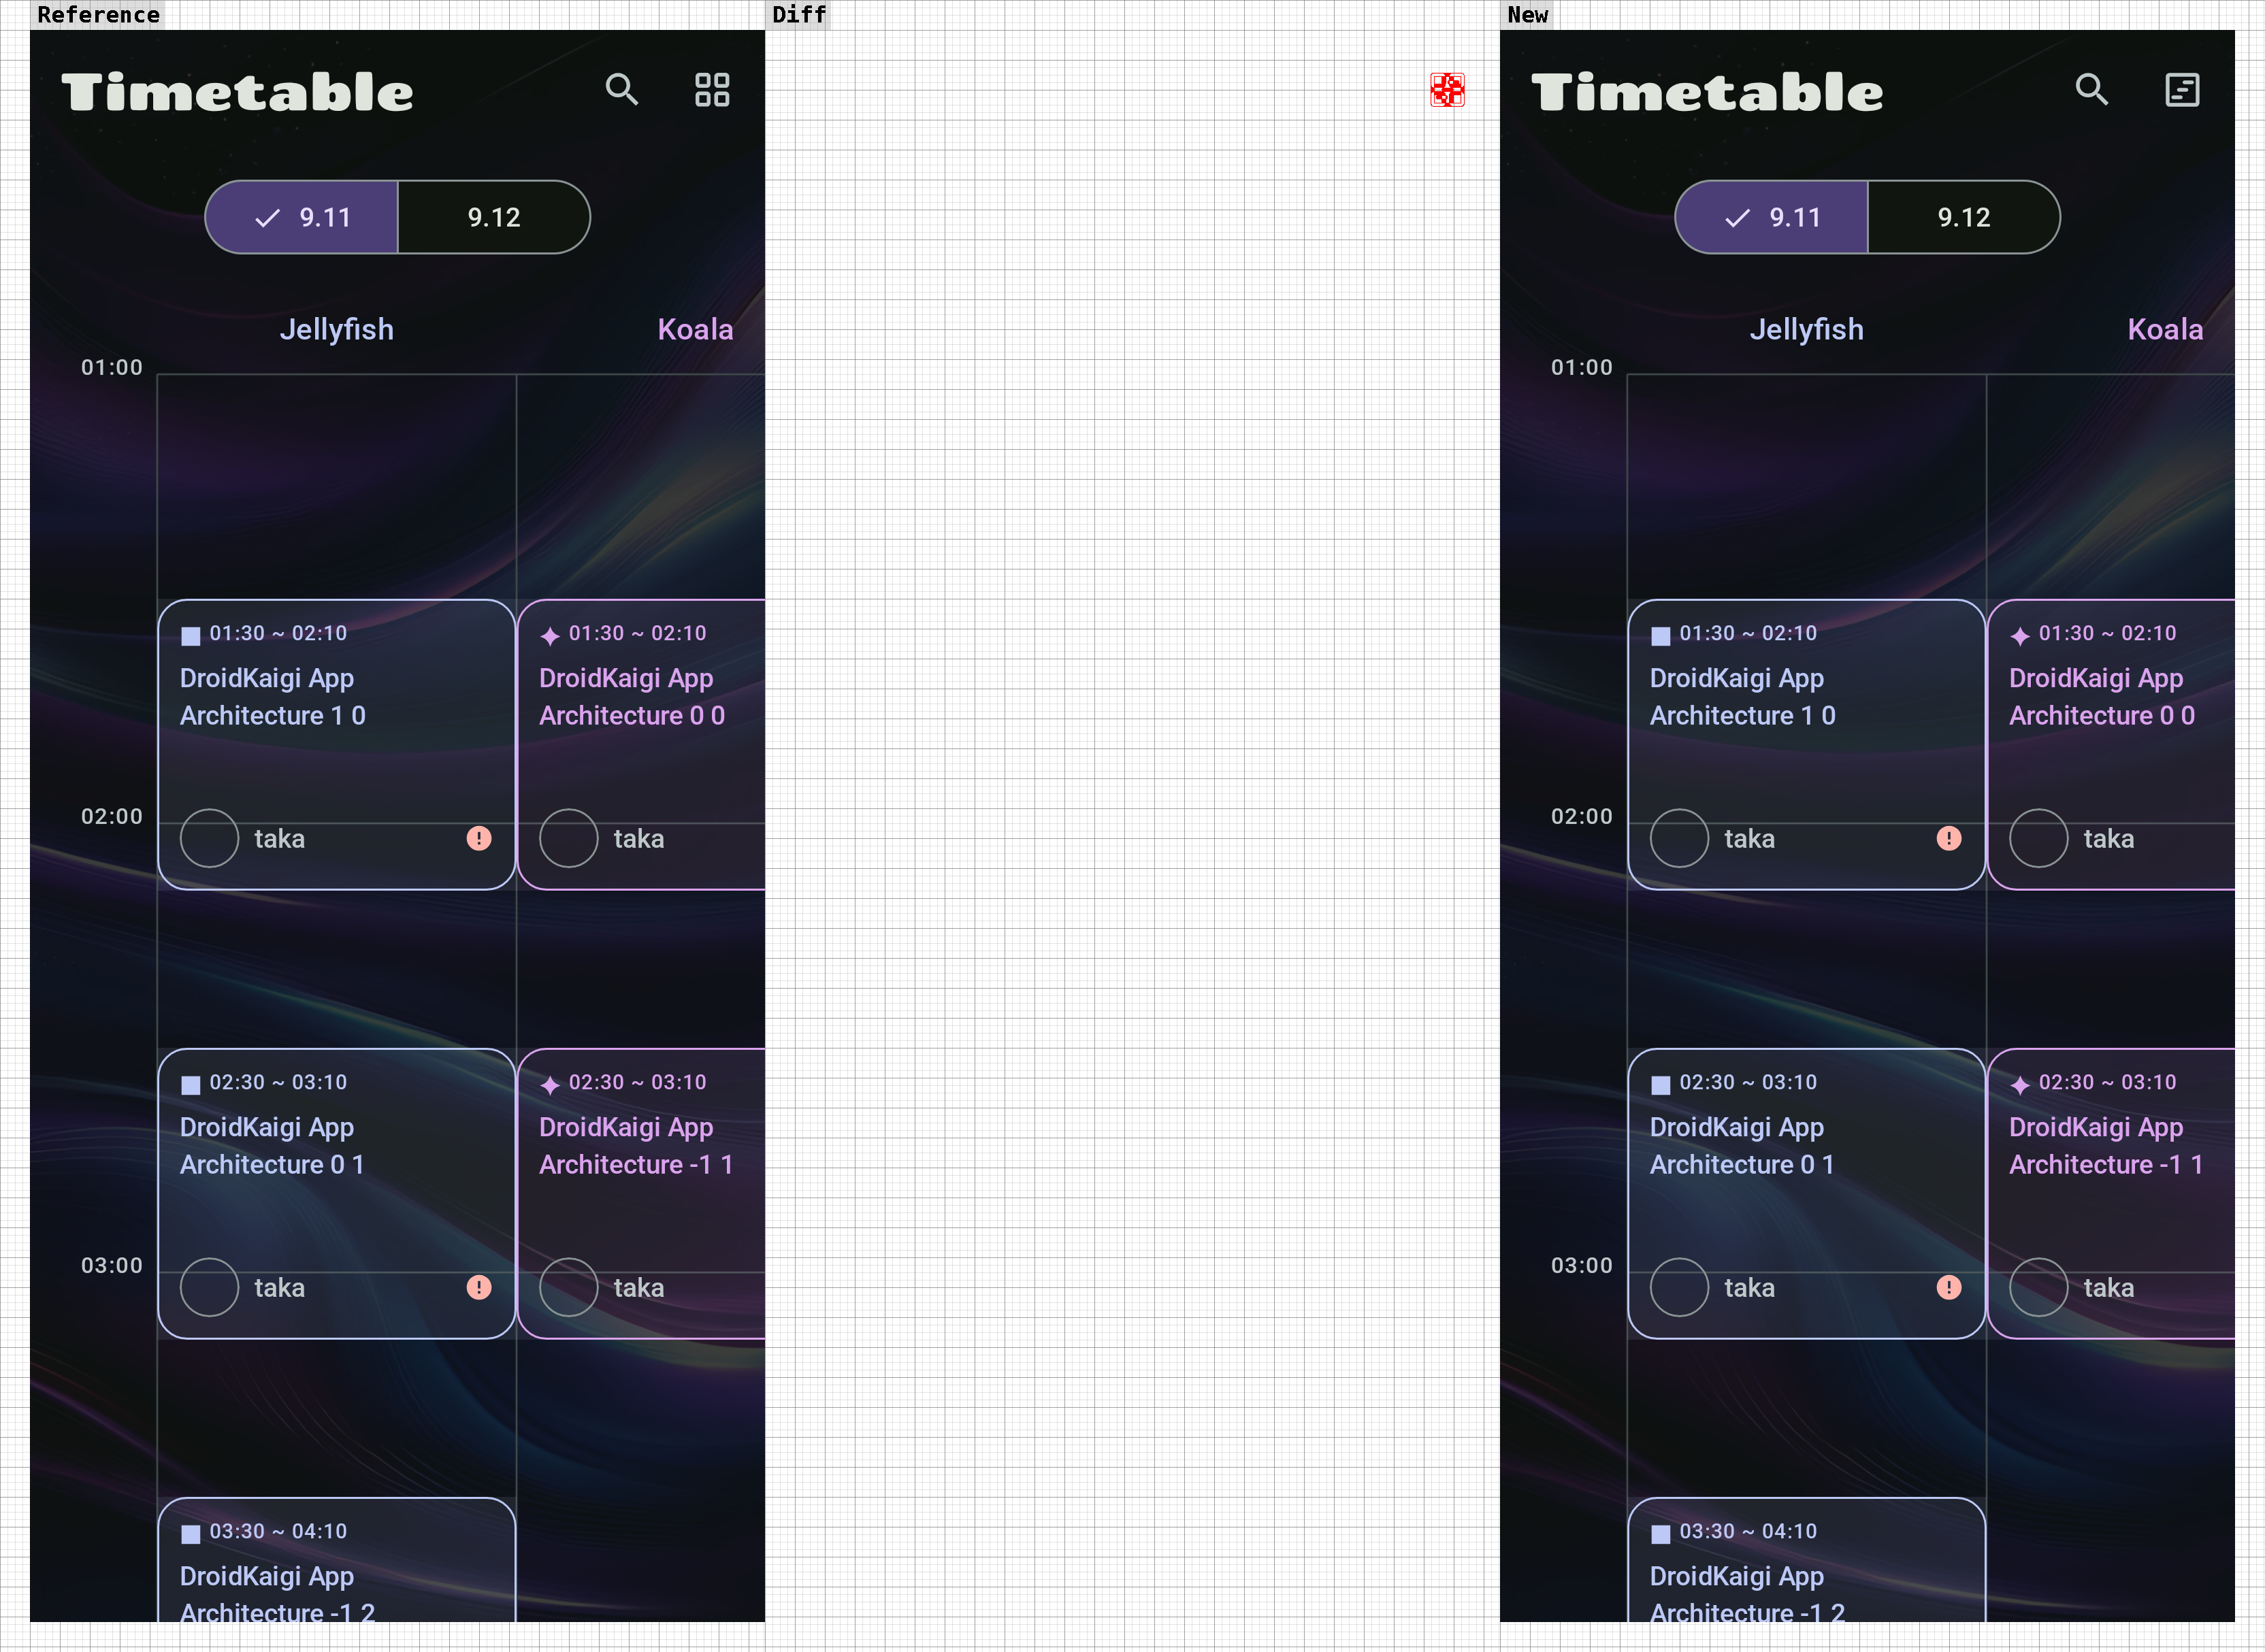 Reference
Diff
New
Timetable
9.11
9.12
Jellyfish
Koala
01:00
01:30 ~ 02:10
DroidKaigi App
Architecture 1 0
01:30 ~ 02:10
DroidKaigi App
Architecture 0 0
02:00
taka
taka
02:30 ~ 03:10
DroidKaigi App
Architecture 0 1
02:30 ~ 03:10
DroidKaigi App
Architecture -1 1
03:00
taka
taka
03:30 ~ 04:10
DroidKaigi App
Architecture -1 2
Timetable
9.11
9.12
Jellyfish
Koala
01:00
01:30 ~ 02:10
DroidKaigi App
Architecture 1 0
01:30 ~ 02:10
DroidKaigi App
Architecture 0 0
02:00
taka
taka
02:30 ~ 03:10
DroidKaigi App
Architecture 0 1
02:30 ~ 03:10
DroidKaigi App
Architecture -1 1
03:00
taka
taka
03:30 ~ 04:10
DroidKaigi App
Architecture -1 2